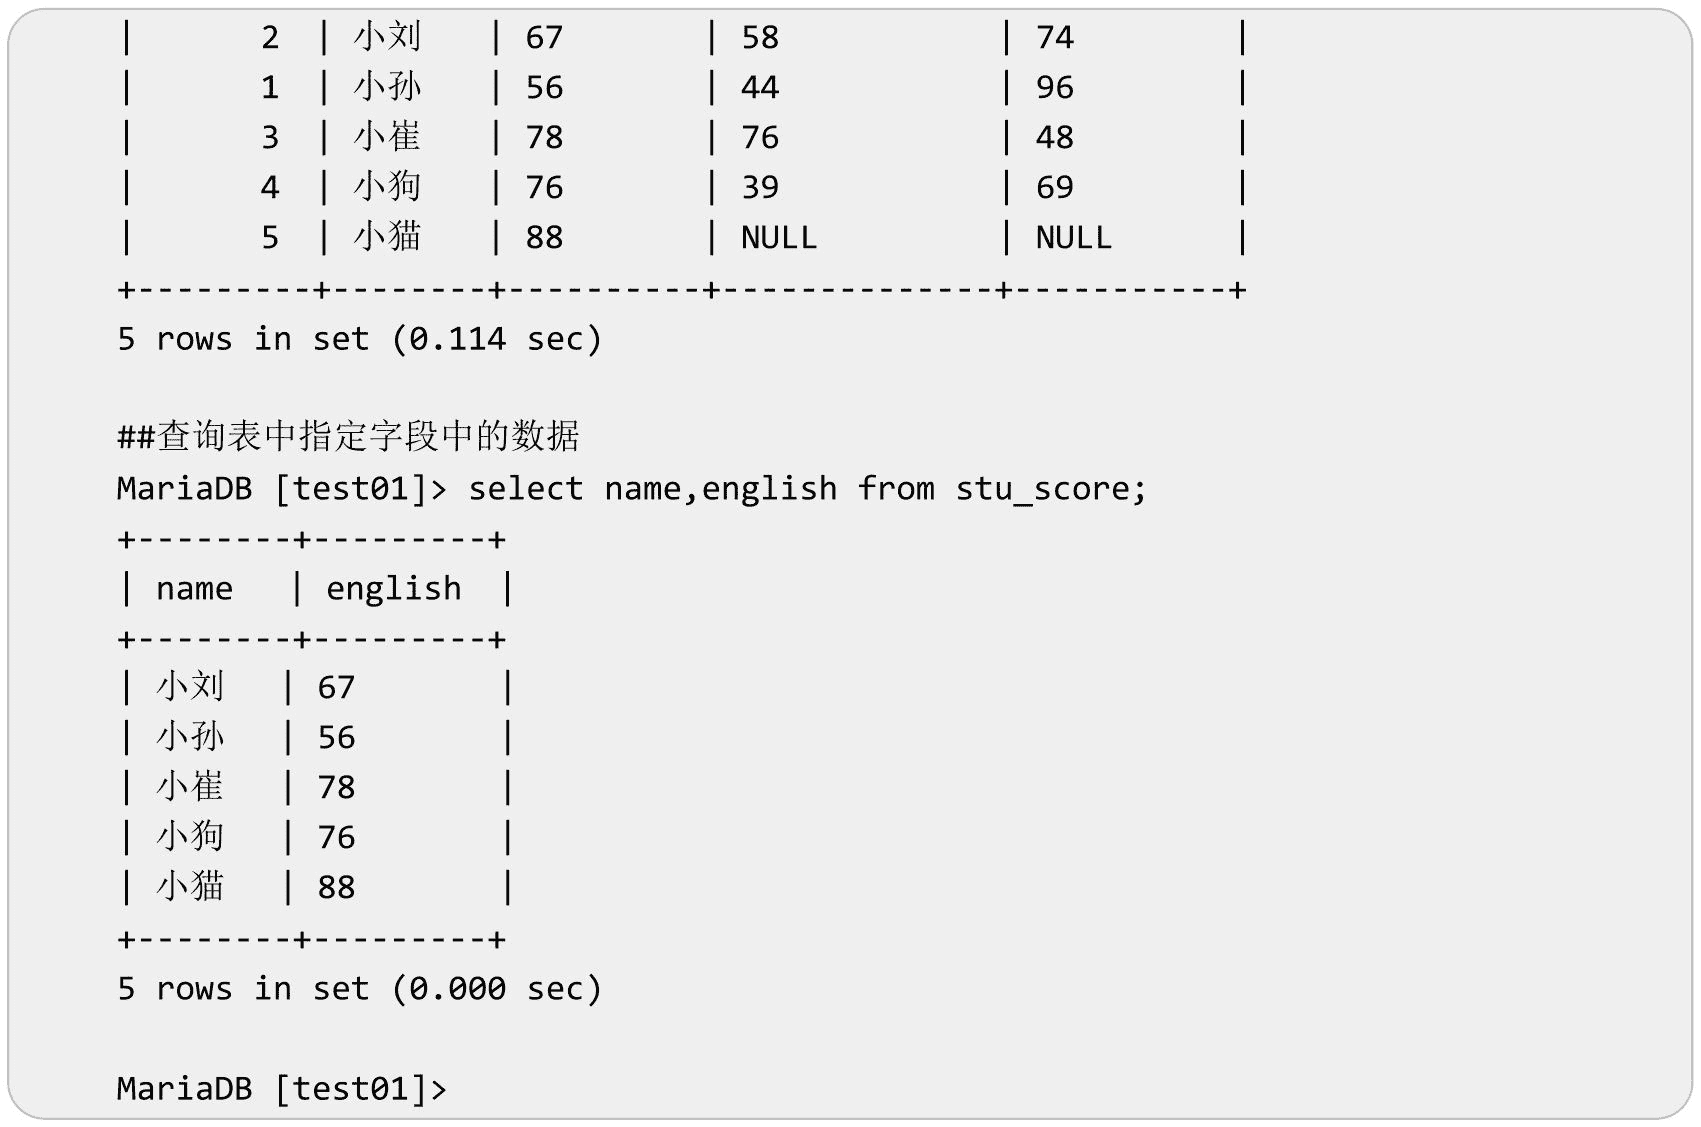 |       2  | 小刘    | 67       | 58           | 74        |
|       1  | 小孙    | 56       | 44           | 96        |
|       3  | 小崔    | 78       | 76           | 48        |
|       4  | 小狗    | 76       | 39           | 69        |
|       5  | 小猫    | 88       | NULL         | NULL      |
+---------+--------+----------+--------------+-----------+
5 rows in set (0.114 sec)
##查询表中指定字段中的数据
MariaDB [test01]> select name,english from stu_score;
+--------+---------+
| name   | english  |
+--------+---------+
| 小刘   | 67       |
| 小孙   | 56       |
| 小崔   | 78       |
| 小狗   | 76       |
| 小猫   | 88       |
+--------+---------+
5 rows in set (0.000 sec)
MariaDB [test01]>